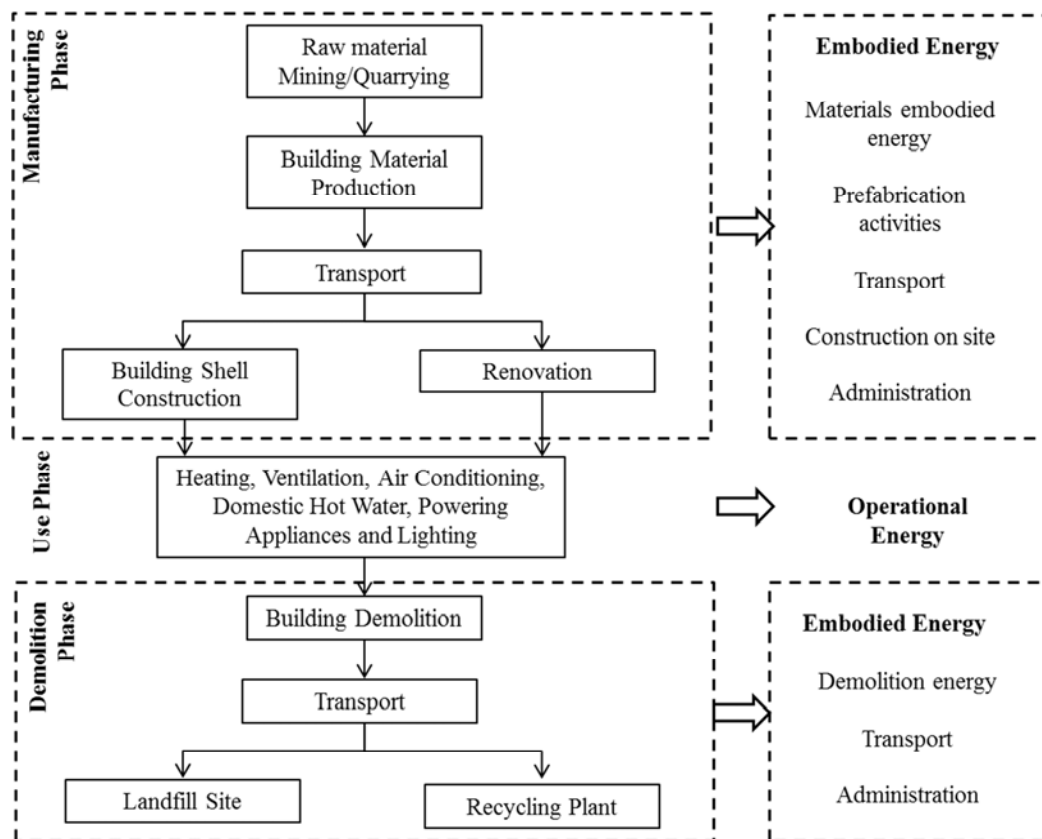 Manufacturing
Phase
Raw material
Mining/Quarrying
Building Material
Production
Transport
Building Shell
Construction
Renovation
Embodied Energy
Materials embodied
energy
Prefabrication
activities
Transport
Construction on site
Administration
Use Phase
Heating, Ventilation, Air Conditioning,
Domestic Hot Water, Powering
Appliances and Lighting
Operational
Energy
Demolition
Phase
Building Demolition
Transport
Landfill Site
Recycling Plant
Embodied Energy
Demolition energy
Transport
Administration